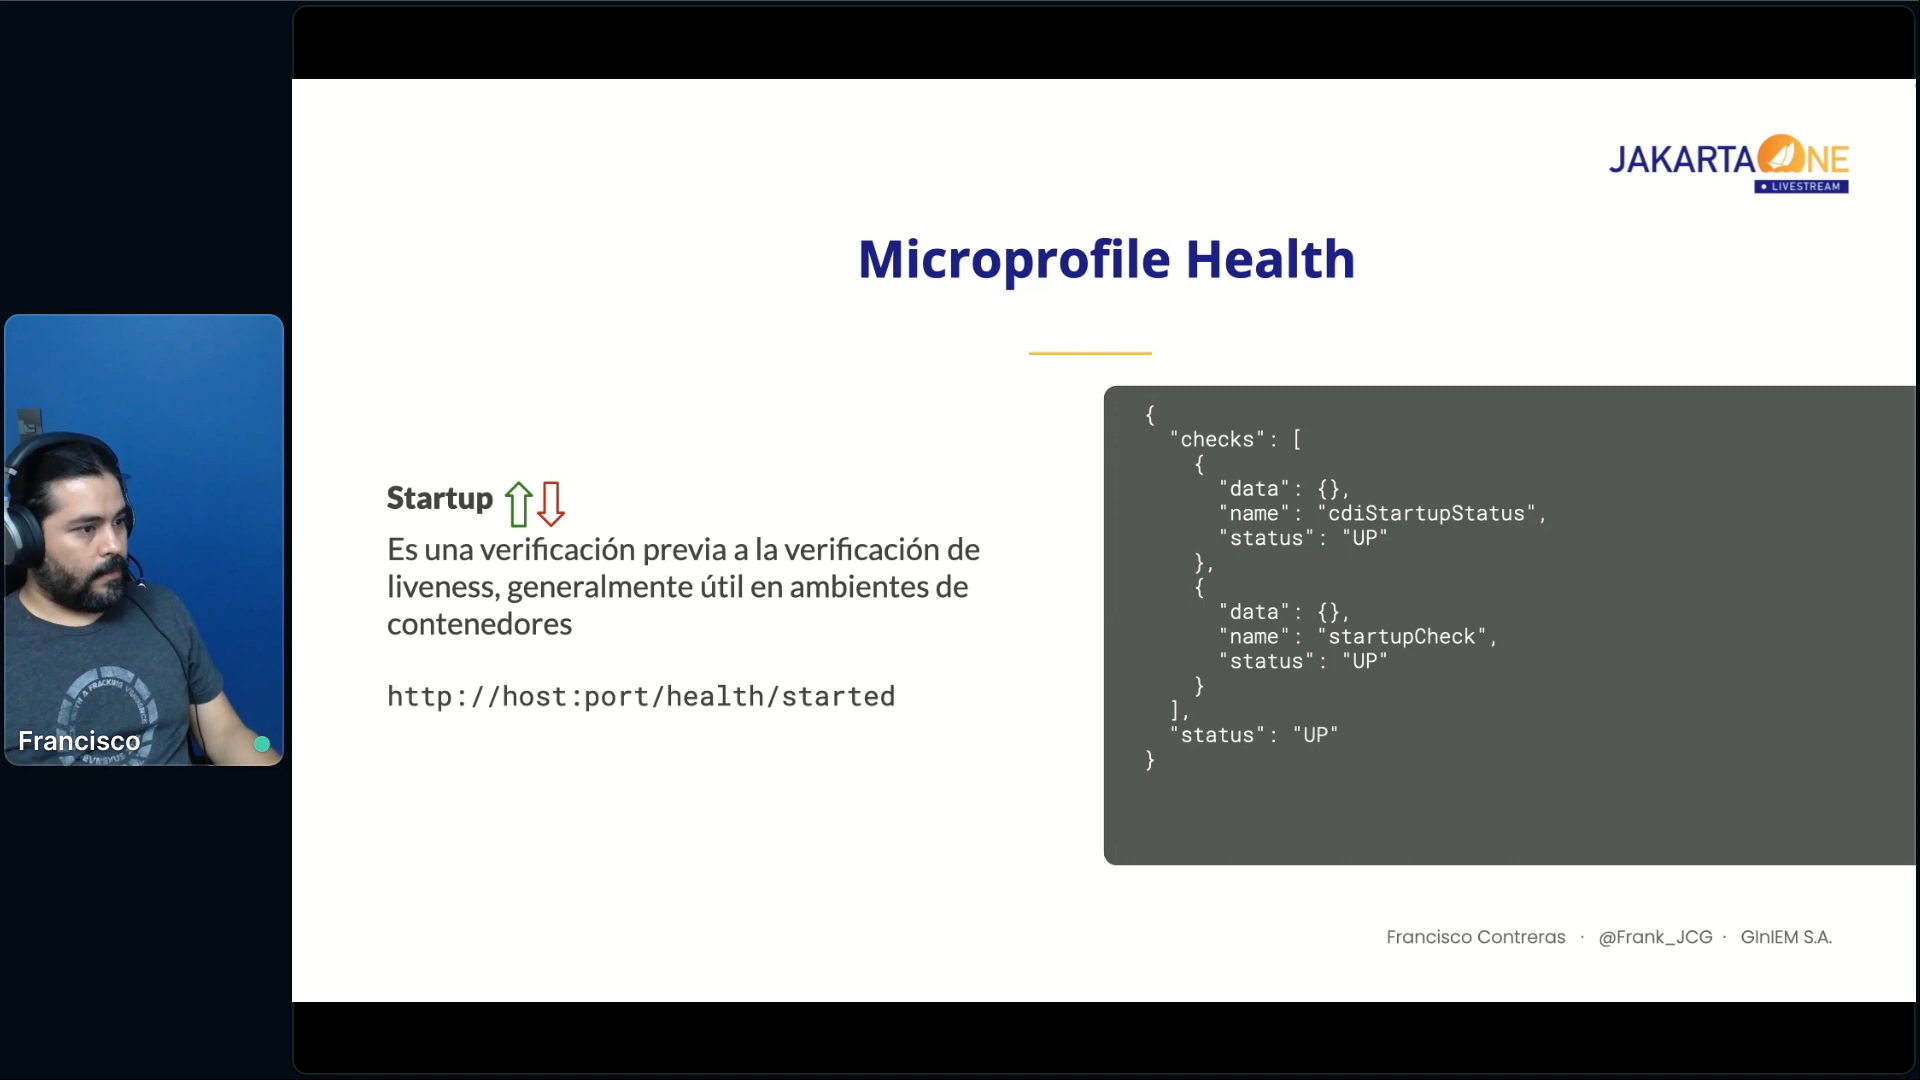 JAKARTA ONE
• LIVESTREAM
Microprofile Health
Startup
Es una verificación previa a la verificación de
liveness, generalmente útil en ambientes de
contenedores
http://host:port/health/started
{
"checks": [
{
"data": {},
"name": "cdiStartupStatus",
"status": "UP"
},
{
"data": {},
"name": "startupCheck",
"status": "UP"
}
],
"status": "UP"
}
Francisco
Francisco Contreras · @Frank_JCG · GInIEM S.A.